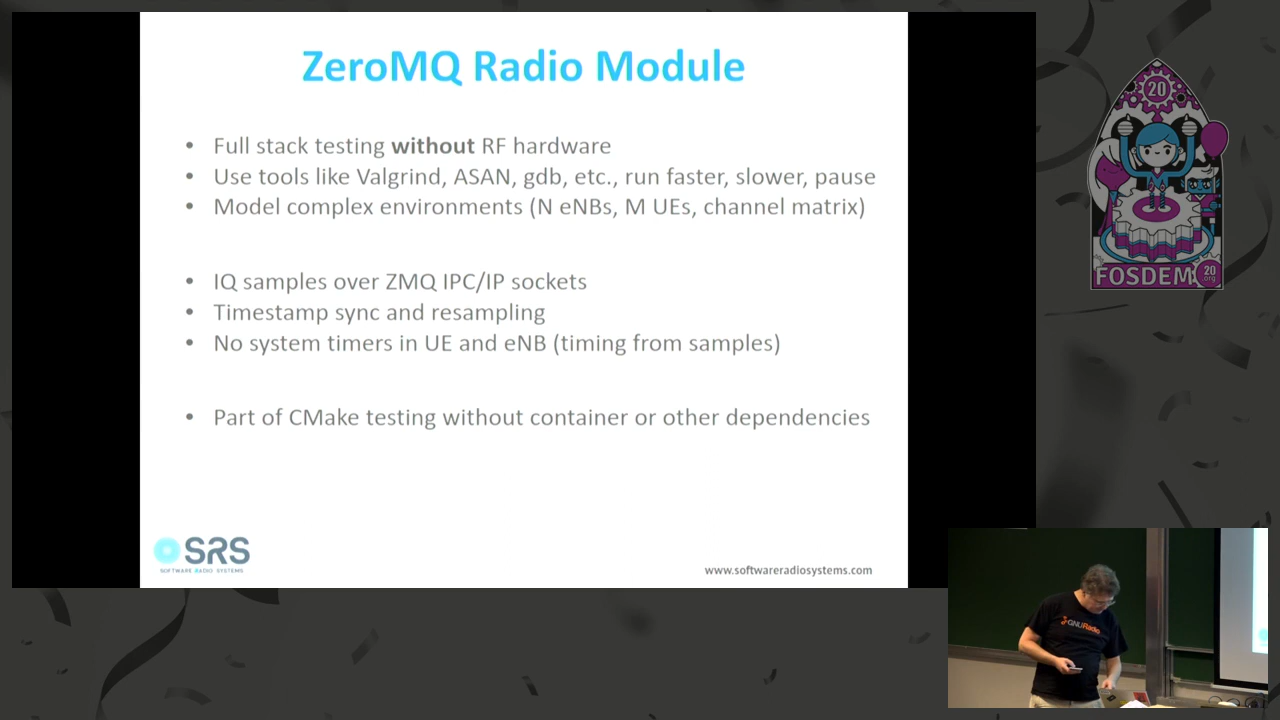 ZeroMQ Radio Module
• Full stack testing without RF hardware
• Use tools like Valgrind, ASAN, gdb, etc., run faster, slower, pause
• Model complex environments (N eNBs, M UEs, channel matrix)
• IQ samples over ZMQ IPC/IP sockets
• Timestamp sync and resampling
• No system timers in UE and eNB (timing from samples)
• Part of CMake testing without container or other dependencies
SRS
SOFTWARE RADIO SYSTEMS
www.softwareradiosystems.com
20
FOSDEM
20
.org
GNURadio